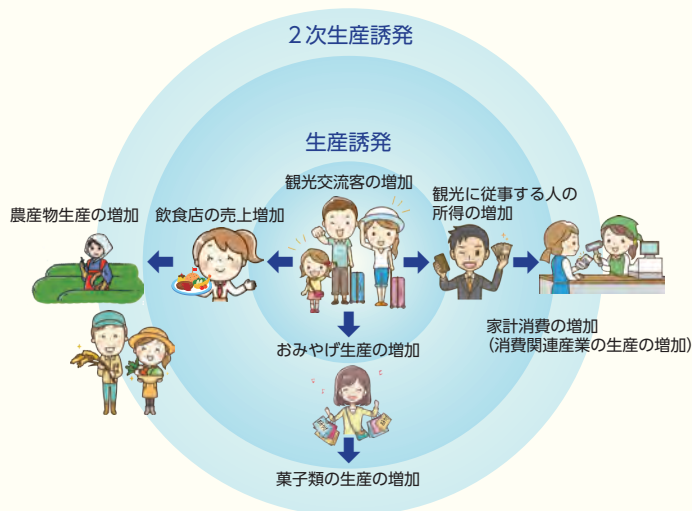 ２次生産誘発
生産誘発
観光交流客の増加
農産物生産の増加
飲食店の売上増加
観光に従事する人の
所得の増加
家計消費の増加
（消費関連産業の生産の増加）
おみやげ生産の増加
菓子類の生産の増加